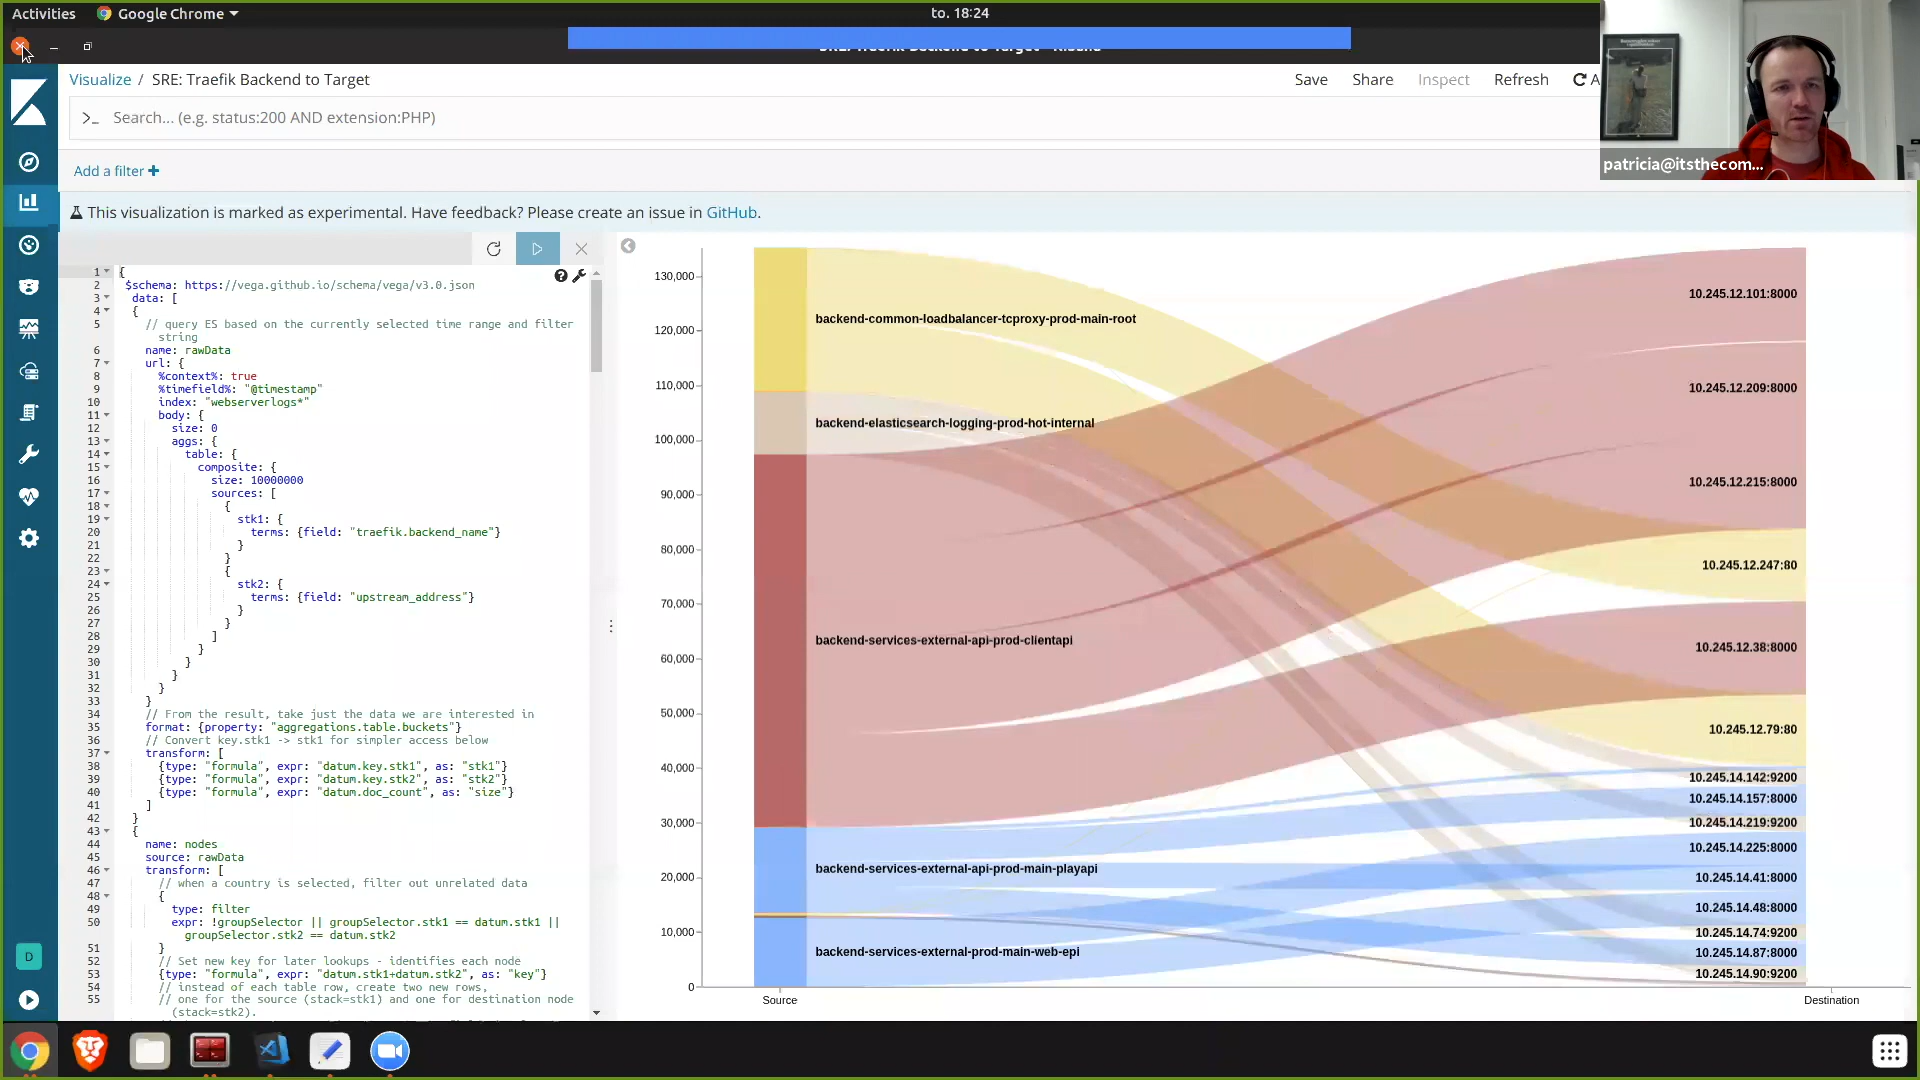 Activities
Google Chrome
to. 18:24
Visualize / SRE: Traefik Backend to Target
Save
Share
Inspect
Refresh
A
>_ Search... (e.g. status:200 AND extension:PHP)
Add a filter +
patricia@itsthecom...
This visualization is marked as experimental. Have feedback? Please create an issue in GitHub.
1 {
2 $schema: https://vega.github.io/schema/vega/v3.0.json
3 data: [
4 {
5 // query ES based on the currently selected time range and filter
string
6 name: rawData
7 url: {
8 %context%: true
9 %timefield%: "@timestamp"
10 index: "webserverlogs*"
11 body: {
12 size: 0
13 aggs: {
14 table: {
15 composite: {
16 size: 10000000
17 sources: [
18 {
19 stk1: {
20 terms: {field: "traefik.backend_name"}
21 }
22 }
23 {
24 stk2: {
25 terms: {field: "upstream_address"}
26 }
27 }
28 ]
29 }
30 }
31 }
32 }
33 }
34 // From the result, take just the data we are interested in
35 format: {property: "aggregations.table.buckets"}
36 // Convert key.stk1 -> stk1 for simpler access below
37 transform: [
38 {type: "formula", expr: "datum.key.stk1", as: "stk1"}
39 {type: "formula", expr: "datum.key.stk2", as: "stk2"}
40 {type: "formula", expr: "datum.doc_count", as: "size"}
41 ]
42 }
43 {
44 name: nodes
45 source: rawData
46 transform: [
47 // when a country is selected, filter out unrelated data
48 {
49 type: filter
50 expr: !groupSelector || groupSelector.stk1 == datum.stk1 ||
groupSelector.stk2 == datum.stk2
51 }
52 // Set new key for later lookups - identifies each node
53 {type: "formula", expr: "datum.stk1+datum.stk2", as: "key"}
54 // instead of each table row, create two new rows,
55 // one for the source (stack=stk1) and one for destination node
(stack=stk2).
130,000
120,000
110,000
100,000
90,000
80,000
70,000
60,000
50,000
40,000
30,000
20,000
10,000
0
backend-common-loadbalancer-tcproxy-prod-main-root
backend-elasticsearch-logging-prod-hot-internal
backend-services-external-api-prod-clientapi
backend-services-external-api-prod-main-playapi
backend-services-external-prod-main-web-epi
10.245.12.101:8000
10.245.12.209:8000
10.245.12.215:8000
10.245.12.247:80
10.245.12.38:8000
10.245.12.79:80
10.245.14.142:9200
10.245.14.157:8000
10.245.14.219:9200
10.245.14.225:8000
10.245.14.41:8000
10.245.14.48:8000
10.245.14.74:9200
10.245.14.87:8000
10.245.14.90:9200
Source
Destination
D